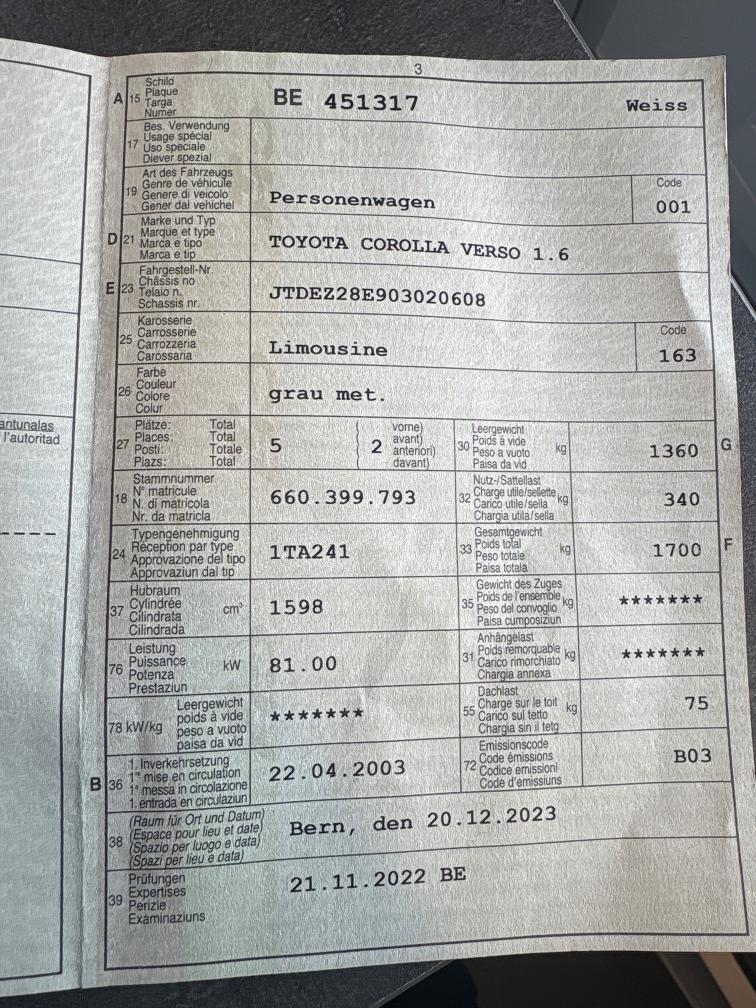 3
A 15 Schild
Plaque
Targa
Numer
BE 451317 Weiss
17 Bes. Verwendung
Usage spécial
Uso speciale
Diever spezial
19 Art des Fahrzeugs
Genre de véhicule
Genere di veicolo
Gener dal vehichel
Personenwagen
Code
001
D 21 Marke und Typ
Marque et type
Marca e tipo
Marca e tip
TOYOTA COROLLA VERSO 1.6
E 23 Fahrgestell-Nr.
Châssis no
Telaio n.
Schassis nr.
JTDEZ28E903020608
25 Karosserie
Carrosserie
Carrozzeria
Carossaria
Limousine
Code
163
26 Farbe
Couleur
Colore
Colur
grau met.
27 Plätze: Total
Places: Total
Posti: Totale
Plazs: Total
5
2 vorne)
avant)
anteriori)
davant)
30 Leergewicht
Poids à vide
Peso a vuoto
Paisa da vid
kg
1360 G
18 Stammnummer
N° matricule
N. di matricola
Nr. da matricla
660.399.793
32 Nutz-/Sattellast
Charge utile/sellette
Carico utile/sella
Chargia utila/sella
kg
340
24 Typengenehmigung
Réception par type
Approvazione del tipo
Approvaziun dal tip
1TA241
33 Gesamtgewicht
Poids total
Peso totale
Paisa totala
kg
1700 F
37 Hubraum
Cylindrée
Cilindrata
Cilindrada
cm³
1598
35 Gewicht des Zuges
Poids de l'ensemble
Peso del convoglio
Paisa cumposiziun
kg
*******
76 Leistung
Puissance
Potenza
Prestaziun
kW
81.00
31 Anhängelast
Poids remorquable
Carico rimorchiato
Chargia annexa
kg
*******
78 kW/kg Leergewicht
poids à vide
peso a vuoto
paisa da vid
*******
55 Dachlast
Charge sur le toit
Carico sul tetto
Chargia sin il tetg
kg
75
B 36 1. Inverkehrsetzung
1re mise en circulation
1a messa in circolazione
1. entrada en circulaziun
22.04.2003
72 Emissionscode
Code émissions
Codice emissioni
Code d'emissiuns
B03
38 (Raum für Ort und Datum)
(Espace pour lieu et date)
(Spazio per luogo e data)
(Spazi per lieu e data)
Bern, den 20.12.2023
39 Prüfungen
Expertises
Perizie
Examinaziuns
21.11.2022 BE
antunalas
l'autoritad